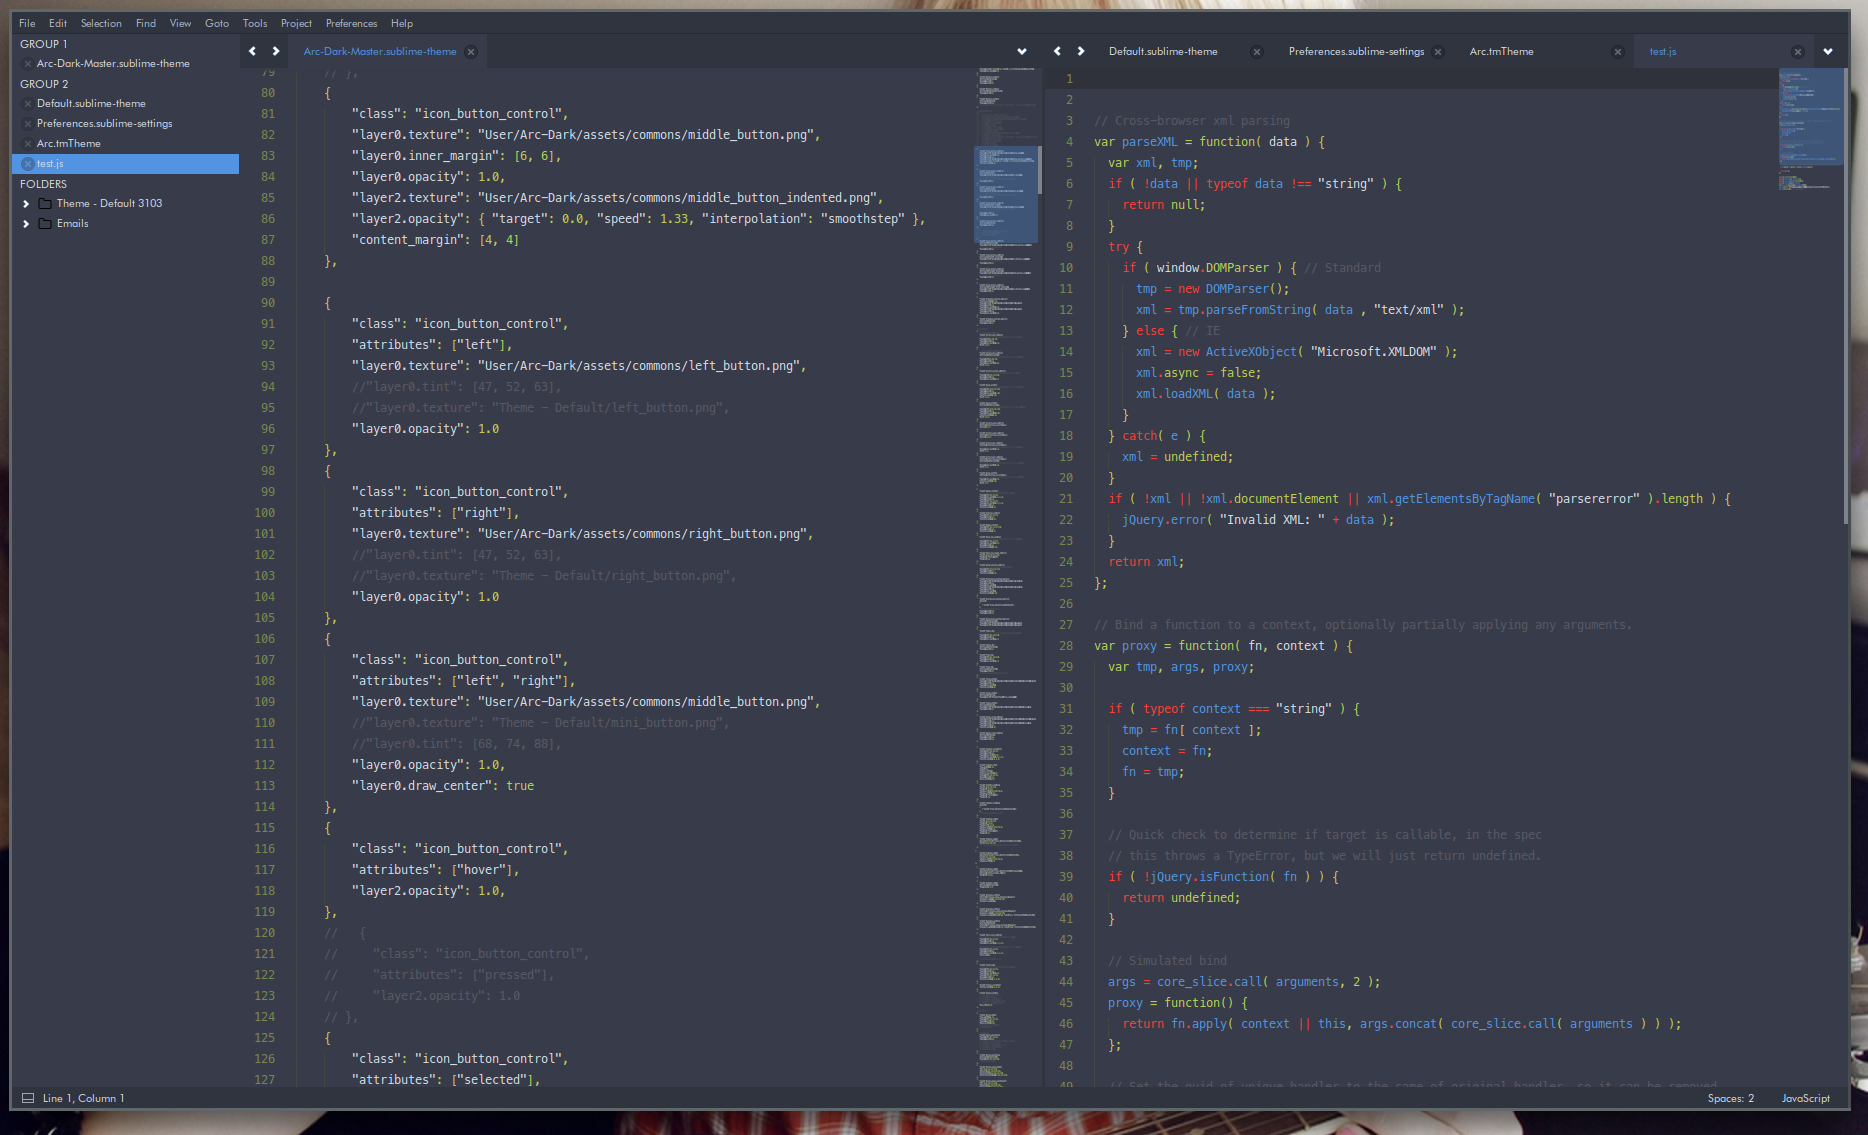 File Edit Selection Find View Goto Tools Project Preferences Help
GROUP 1
Arc-Dark-Master.sublime-theme
GROUP 2
Default.sublime-theme
Preferences.sublime-settings
Arc.tmTheme
test.js
FOLDERS
Theme - Default 3103
Emails
Arc-Dark-Master.sublime-theme
79 // },
80 {
81 "class": "icon_button_control",
82 "layer0.texture": "User/Arc-Dark/assets/commons/middle_button.png",
83 "layer0.inner_margin": [6, 6],
84 "layer0.opacity": 1.0,
85 "layer2.texture": "User/Arc-Dark/assets/commons/middle_button_indented.png",
86 "layer2.opacity": { "target": 0.0, "speed": 1.33, "interpolation": "smoothstep" },
87 "content_margin": [4, 4]
88 },
89
90 {
91 "class": "icon_button_control",
92 "attributes": ["left"],
93 "layer0.texture": "User/Arc-Dark/assets/commons/left_button.png",
94 //"layer0.tint": [47, 52, 63],
95 //"layer0.texture": "Theme - Default/left_button.png",
96 "layer0.opacity": 1.0
97 },
98 {
99 "class": "icon_button_control",
100 "attributes": ["right"],
101 "layer0.texture": "User/Arc-Dark/assets/commons/right_button.png",
102 //"layer0.tint": [47, 52, 63],
103 //"layer0.texture": "Theme - Default/right_button.png",
104 "layer0.opacity": 1.0
105 },
106 {
107 "class": "icon_button_control",
108 "attributes": ["left", "right"],
109 "layer0.texture": "User/Arc-Dark/assets/commons/middle_button.png",
110 //"layer0.texture": "Theme - Default/mini_button.png",
111 //"layer0.tint": [68, 74, 88],
112 "layer0.opacity": 1.0,
113 "layer0.draw_center": true
114 },
115 {
116 "class": "icon_button_control",
117 "attributes": ["hover"],
118 "layer2.opacity": 1.0,
119 },
120 // {
121 // "class": "icon_button_control",
122 // "attributes": ["pressed"],
123 // "layer2.opacity": 1.0
124 // },
125 {
126 "class": "icon_button_control",
127 "attributes": ["selected"],
Default.sublime-theme Preferences.sublime-settings Arc.tmTheme test.js
1
2
3 // Cross-browser xml parsing
4 var parseXML = function( data ) {
5 var xml, tmp;
6 if ( !data || typeof data !== "string" ) {
7 return null;
8 }
9 try {
10 if ( window.DOMParser ) { // Standard
11 tmp = new DOMParser();
12 xml = tmp.parseFromString( data , "text/xml" );
13 } else { // IE
14 xml = new ActiveXObject( "Microsoft.XMLDOM" );
15 xml.async = false;
16 xml.loadXML( data );
17 }
18 } catch( e ) {
19 xml = undefined;
20 }
21 if ( !xml || !xml.documentElement || xml.getElementsByTagName( "parsererror" ).length ) {
22 jQuery.error( "Invalid XML: " + data );
23 }
24 return xml;
25 };
26
27 // Bind a function to a context, optionally partially applying any arguments.
28 var proxy = function( fn, context ) {
29 var tmp, args, proxy;
30
31 if ( typeof context === "string" ) {
32 tmp = fn[ context ];
33 context = fn;
34 fn = tmp;
35 }
36
37 // Quick check to determine if target is callable, in the spec
38 // this throws a TypeError, but we will just return undefined.
39 if ( !jQuery.isFunction( fn ) ) {
40 return undefined;
41 }
42
43 // Simulated bind
44 args = core_slice.call( arguments, 2 );
45 proxy = function() {
46 return fn.apply( context || this, args.concat( core_slice.call( arguments ) ) );
47 };
48
49 // Set the guid of unique handler to the same of original handler, so it can be removed
Line 1, Column 1
Spaces: 2 JavaScript